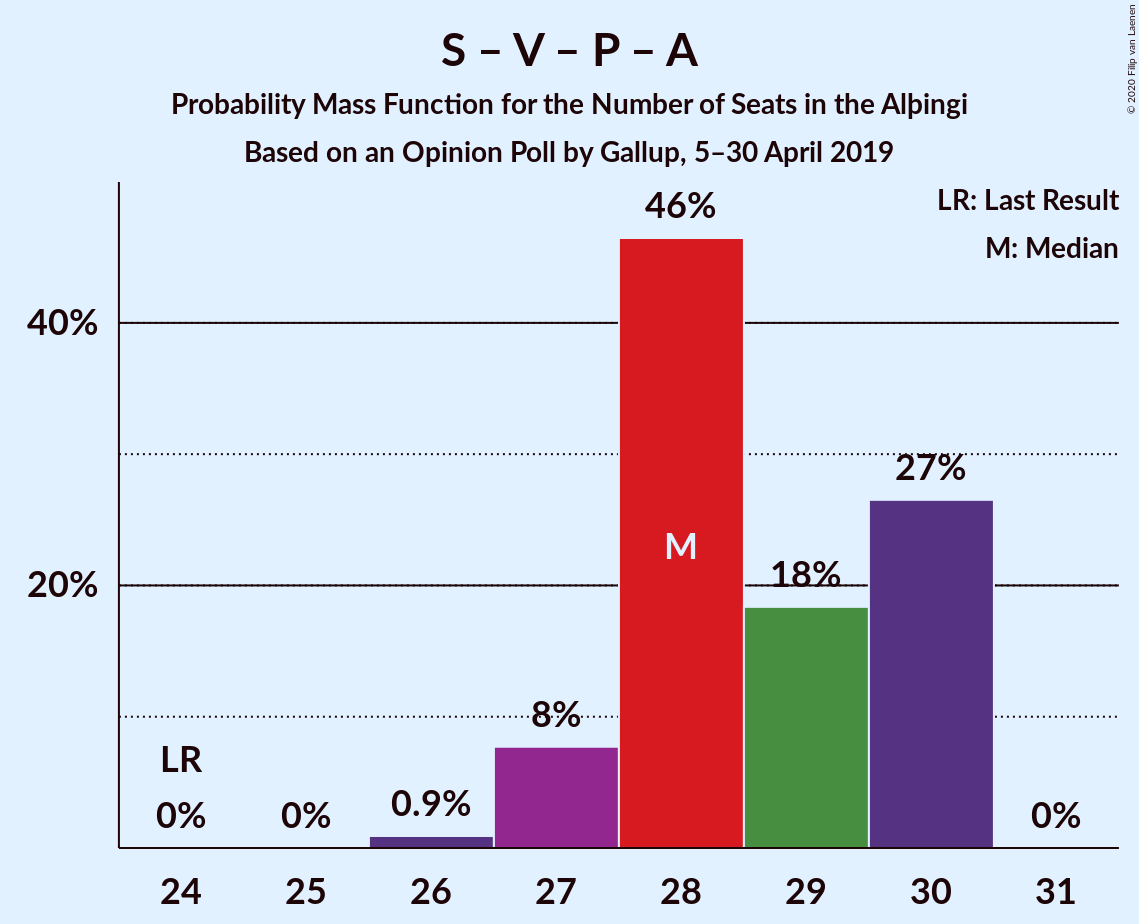 S – V – P – A
Probability Mass Function for the Number of Seats in the Alþingi
Based on an Opinion Poll by Gallup, 5–30 April 2019
© 2020 Filip van Laenen
LR: Last Result
M: Median
46%
40%
27%
M
18%
20%
8%
LR
0.9%
0%
0%
0%
24
25
26
27
28
29
30
31